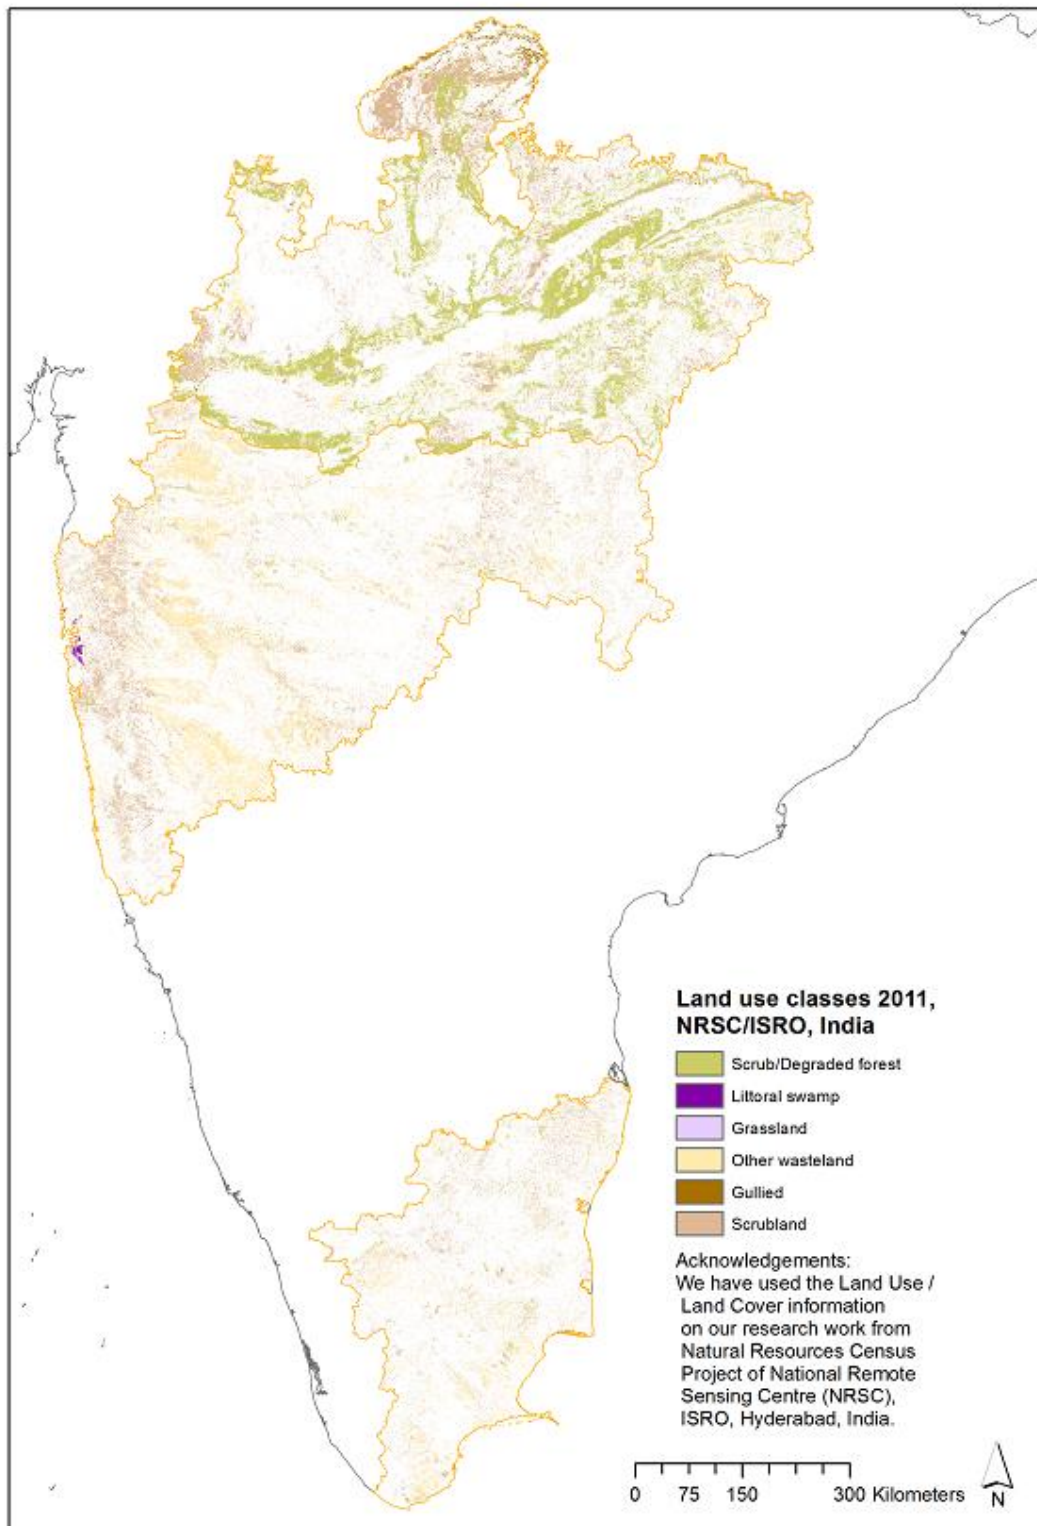 Land use classes 2011,
NRSC/ISRO, India
Scrub/Degraded forest
Littoral swamp
Grassland
Other wasteland
Gullied
Scrubland
Acknowledgements:
We have used the Land Use /
Land Cover information
on our research work from
Natural Resources Census
Project of National Remote
Sensing Centre (NRSC),
ISRO, Hyderabad, India.
0 75 150 300 Kilometers
N